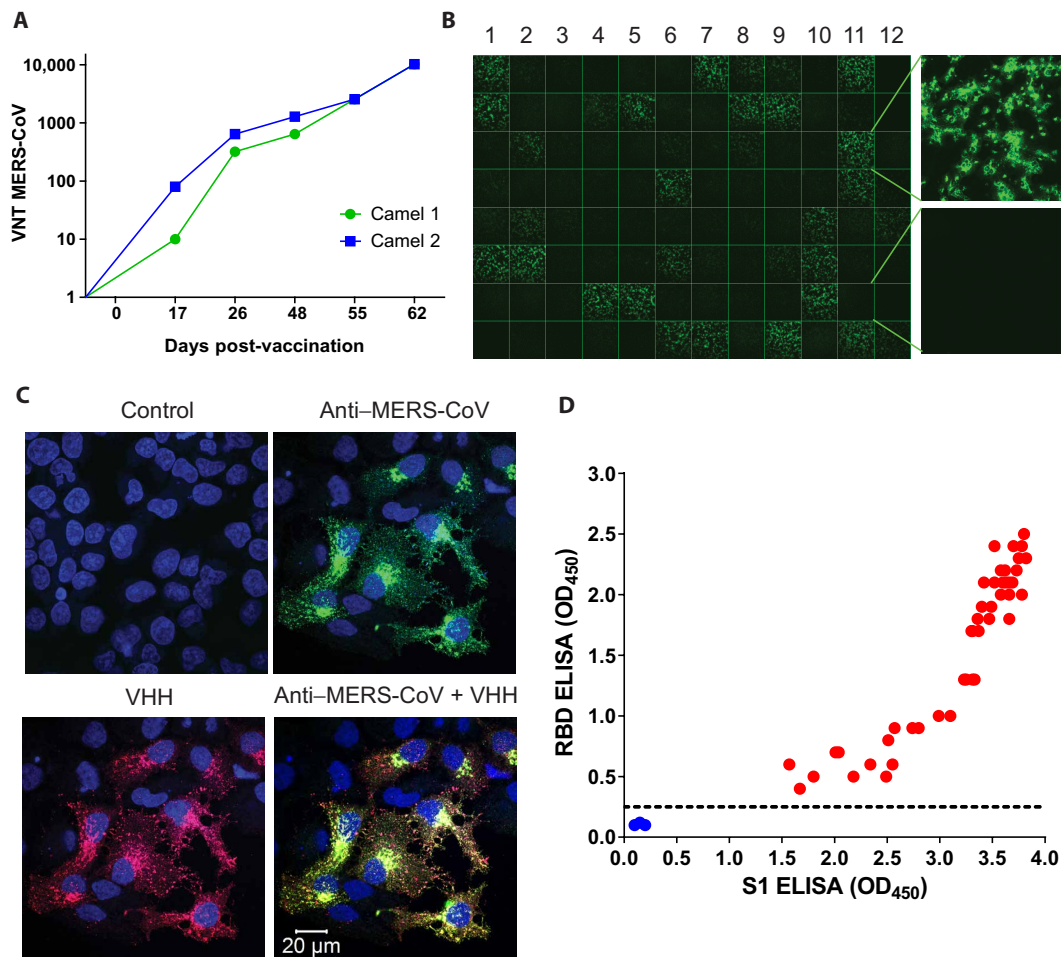 A
10,000
1000
100
10
1
VNT MERS-CoV
Camel 1
Camel 2
0 17 26 48 55 62
Days post-vaccination
B
1 2 3 4 5 6 7 8 9 10 11 12
C
Control
Anti–MERS-CoV
VHH
Anti–MERS-CoV + VHH
20 µm
D
3.0
2.5
2.0
1.5
1.0
0.5
0.0
RBD ELISA (OD450)
0.0 0.5 1.0 1.5 2.0 2.5 3.0 3.5 4.0
S1 ELISA (OD450)